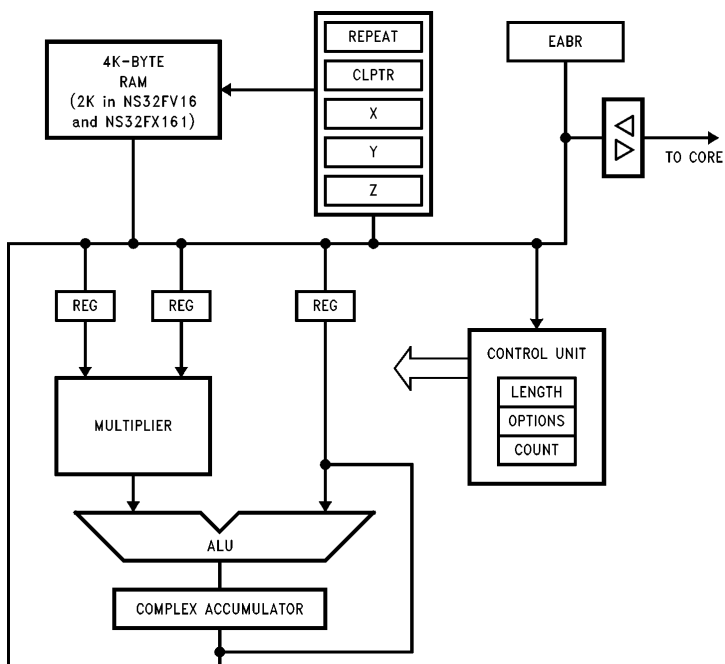 4K-BYTE
RAM
(2K in NS32FV16
and NS32FX161)
REPEAT
CLPTR
X
Y
Z
EABR
TO CORE
REG
REG
REG
MULTIPLIER
CONTROL UNIT
LENGTH
OPTIONS
COUNT
ALU
COMPLEX ACCUMULATOR